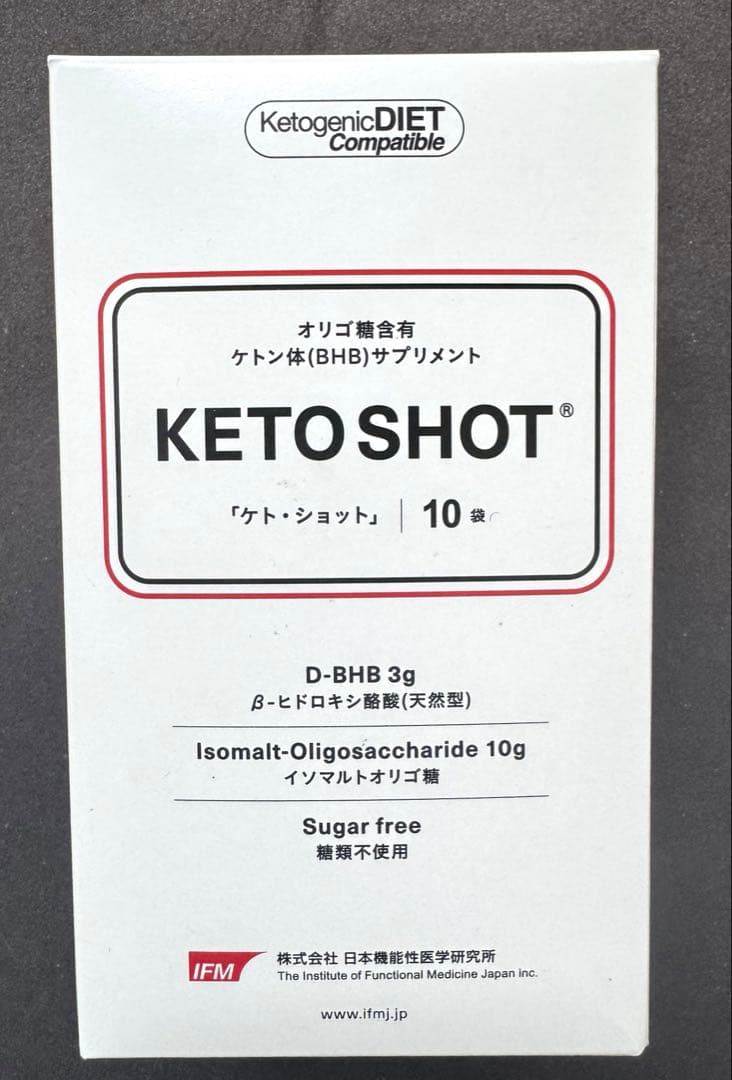 KetogenicDIET
Compatible
オリゴ糖含有
ケトン体(BHB)サプリメント
KETO SHOT®
「ケト・ショット」 10 袋
D-BHB 3g
β-ヒドロキシ酪酸(天然型)
Isomalt-Oligosaccharide 10g
イソマルトオリゴ糖
Sugar free
糖類不使用
IFM 株式会社 日本機能性医学研究所
The Institute of Functional Medicine Japan Inc.
www.ifmj.jp